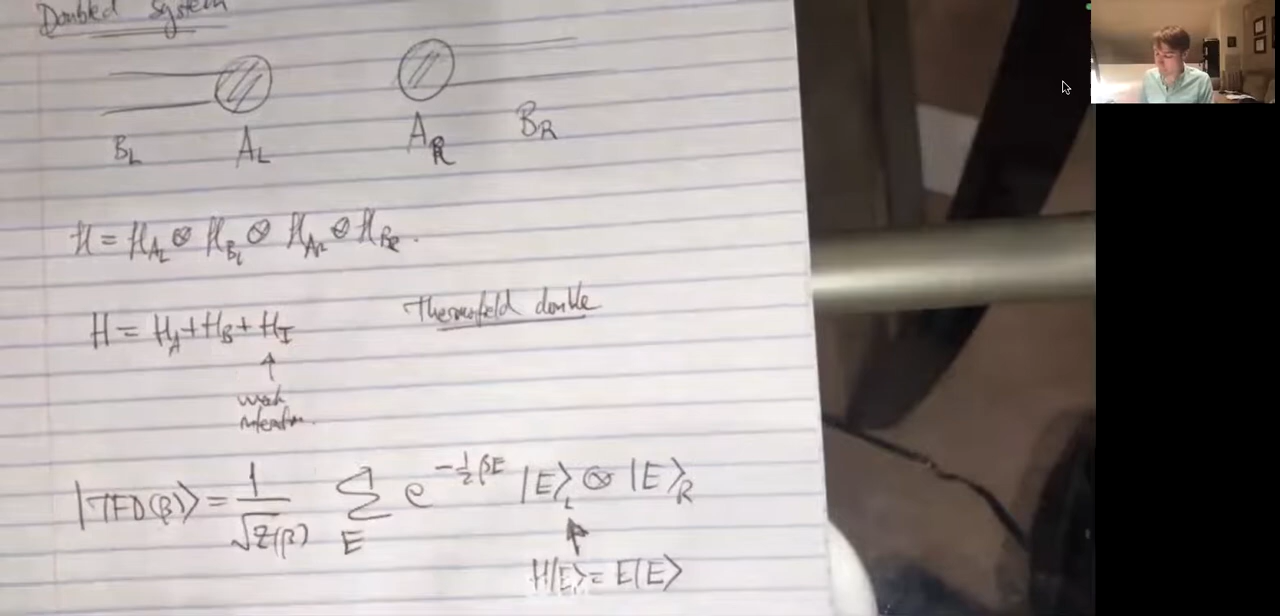 Doubled System
B_L A_L A_R B_R
H = H_{A_L} ⊗ H_{B_L} ⊗ H_{A_R} ⊗ H_{B_R}.
H = H_A + H_B + H_I Thermofield double
↑
weak
|TFD(β)⟩ = 1/√Z(β) Σ_E e^{-½βE} |E⟩_L ⊗ |E⟩_R
H|E⟩ = E|E⟩